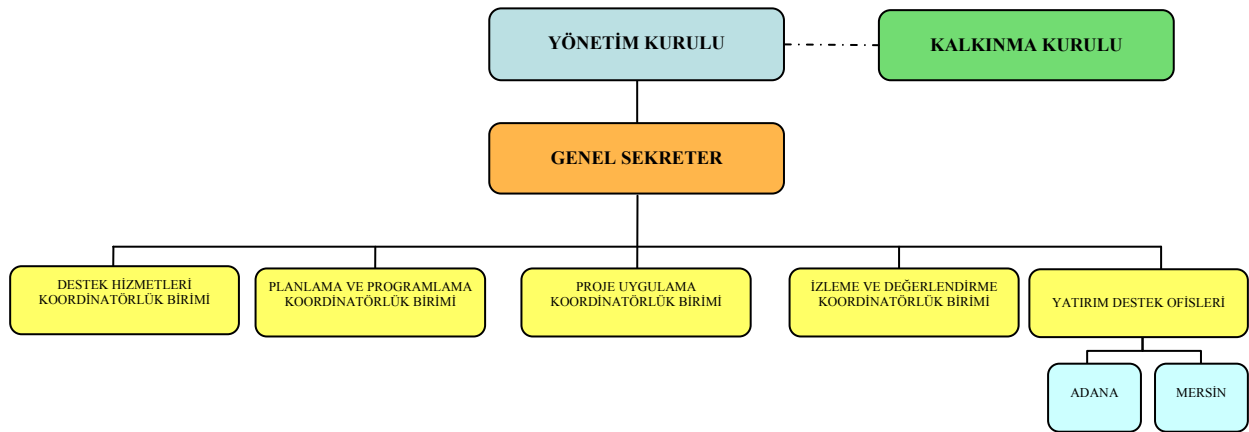 YÖNETİM KURULU
KALKINMA KURULU
GENEL SEKRETER
DESTEK HİZMETLERİ
KOORDİNATÖRLÜK BİRİMİ
PLANLAMA VE PROGRAMLAMA
KOORDİNATÖRLÜK BİRİMİ
PROJE UYGULAMA
KOORDİNATÖRLÜK BİRİMİ
İZLEME VE DEĞERLENDİRME
KOORDİNATÖRLÜK BİRİMİ
YATIRIM DESTEK OFİSLERİ
ADANA
MERSİN